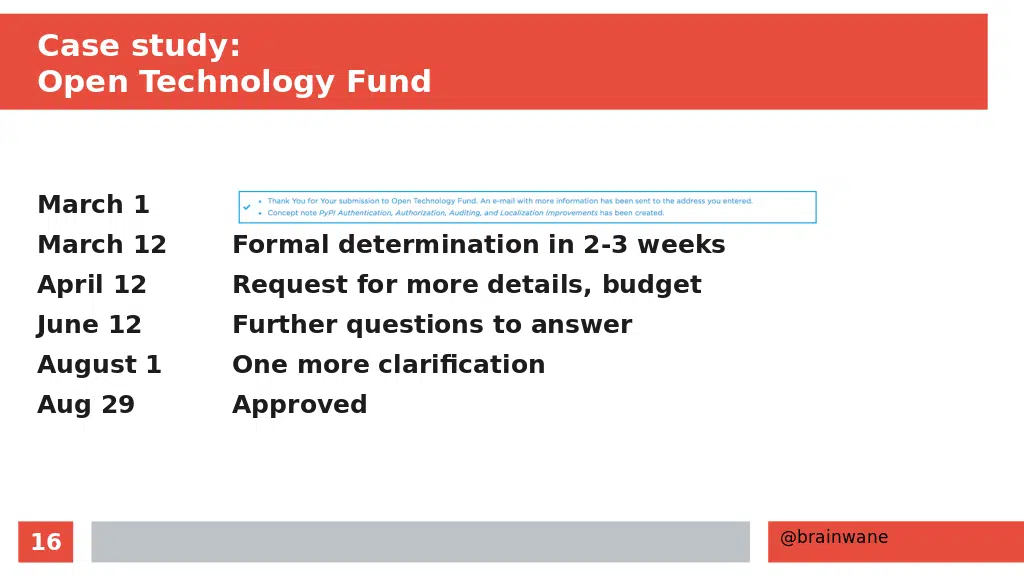 Case study:
Open Technology Fund
March 1
• Thank You for Your submission to Open Technology Fund. An e-mail with more information has been sent to the address you entered.
• Concept note PyPI Authentication, Authorization, Auditing, and Localization Improvements has been created.
March 12 Formal determination in 2-3 weeks
April 12 Request for more details, budget
June 12 Further questions to answer
August 1 One more clarification
Aug 29 Approved
16
@brainwane